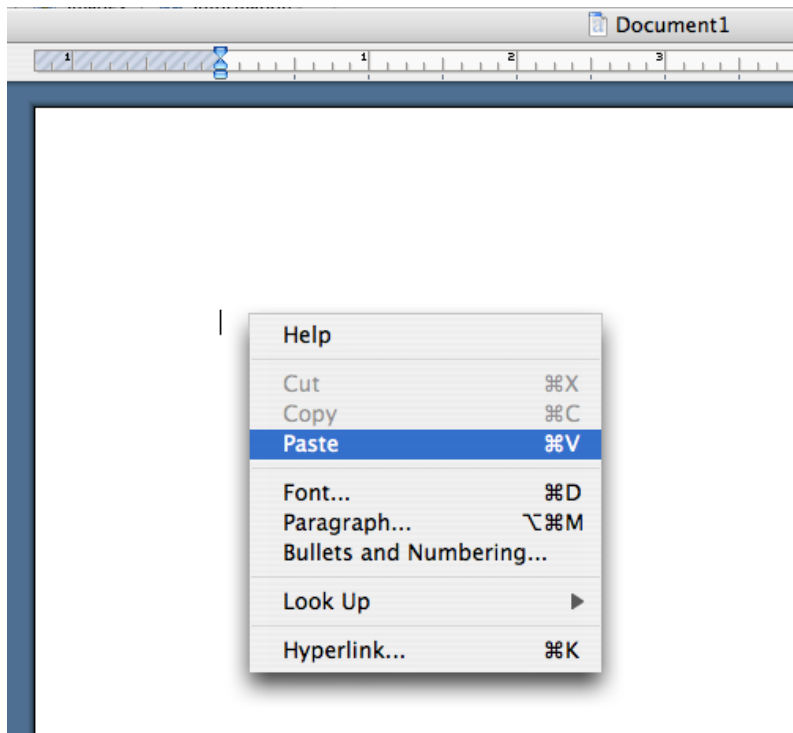 Document1
1 1 2 3
Help
Cut ⌘X
Copy ⌘C
Paste ⌘V
Font... ⌘D
Paragraph... ⌥⌘M
Bullets and Numbering...
Look Up ▶
Hyperlink... ⌘K